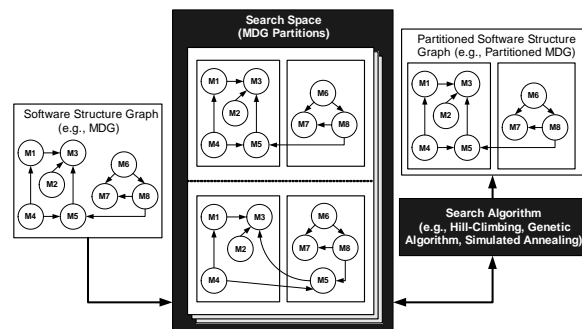 Search Space
(MDG Partitions)
Partitioned Software Structure
Graph (e.g., Partitioned MDG)
M1
M3
M2
M4
M5
M6
M7
M8
M1
M3
M2
M4
M5
M6
M7
M8
Software Structure Graph
(e.g., MDG)
M1
M3
M2
M4
M5
M6
M7
M8
M1
M3
M2
M4
M6
M7
M8
M5
Search Algorithm
(e.g., Hill-Climbing, Genetic
Algorithm, Simulated Annealing)